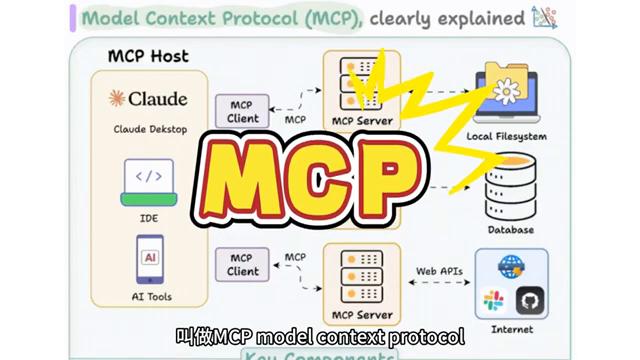 Model Context Protocol (MCP), clearly explained
MCP Host
Claude
Claude Dekstop
MCP
Client
MCP
MCP Server
Local Filesystem
</>
IDE
MCP
Database
AI
AI Tools
MCP
Client
MCP
MCP Server
Web APIs
Internet
叫做MCP model context protocol
Key Components